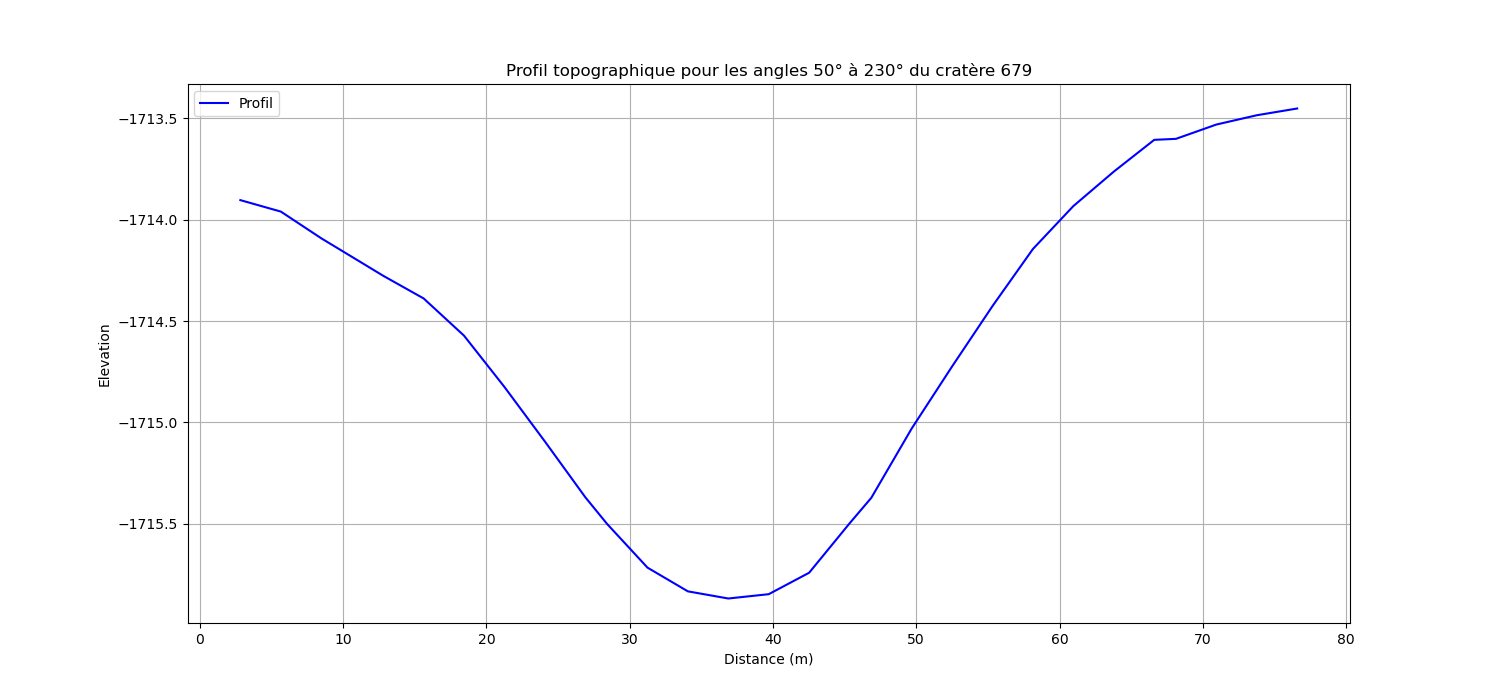 Profil topographique pour les angles 50° à 230° du cratère 679
Profil
−1713.5
−1714.0
−1714.5
−1715.0
−1715.5
Elevation
0 10 20 30 40 50 60 70 80
Distance (m)